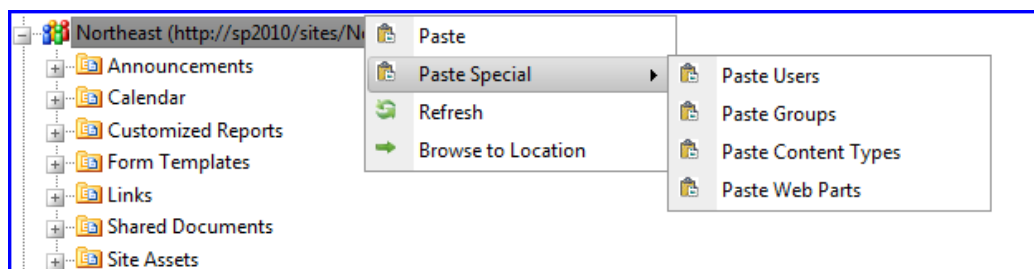 Northeast (http://sp2010/sites/N
Paste
Announcements
Paste Special
Paste Users
Calendar
Refresh
Paste Groups
Customized Reports
Browse to Location
Paste Content Types
Form Templates
Links
Paste Web Parts
Shared Documents
Site Assets